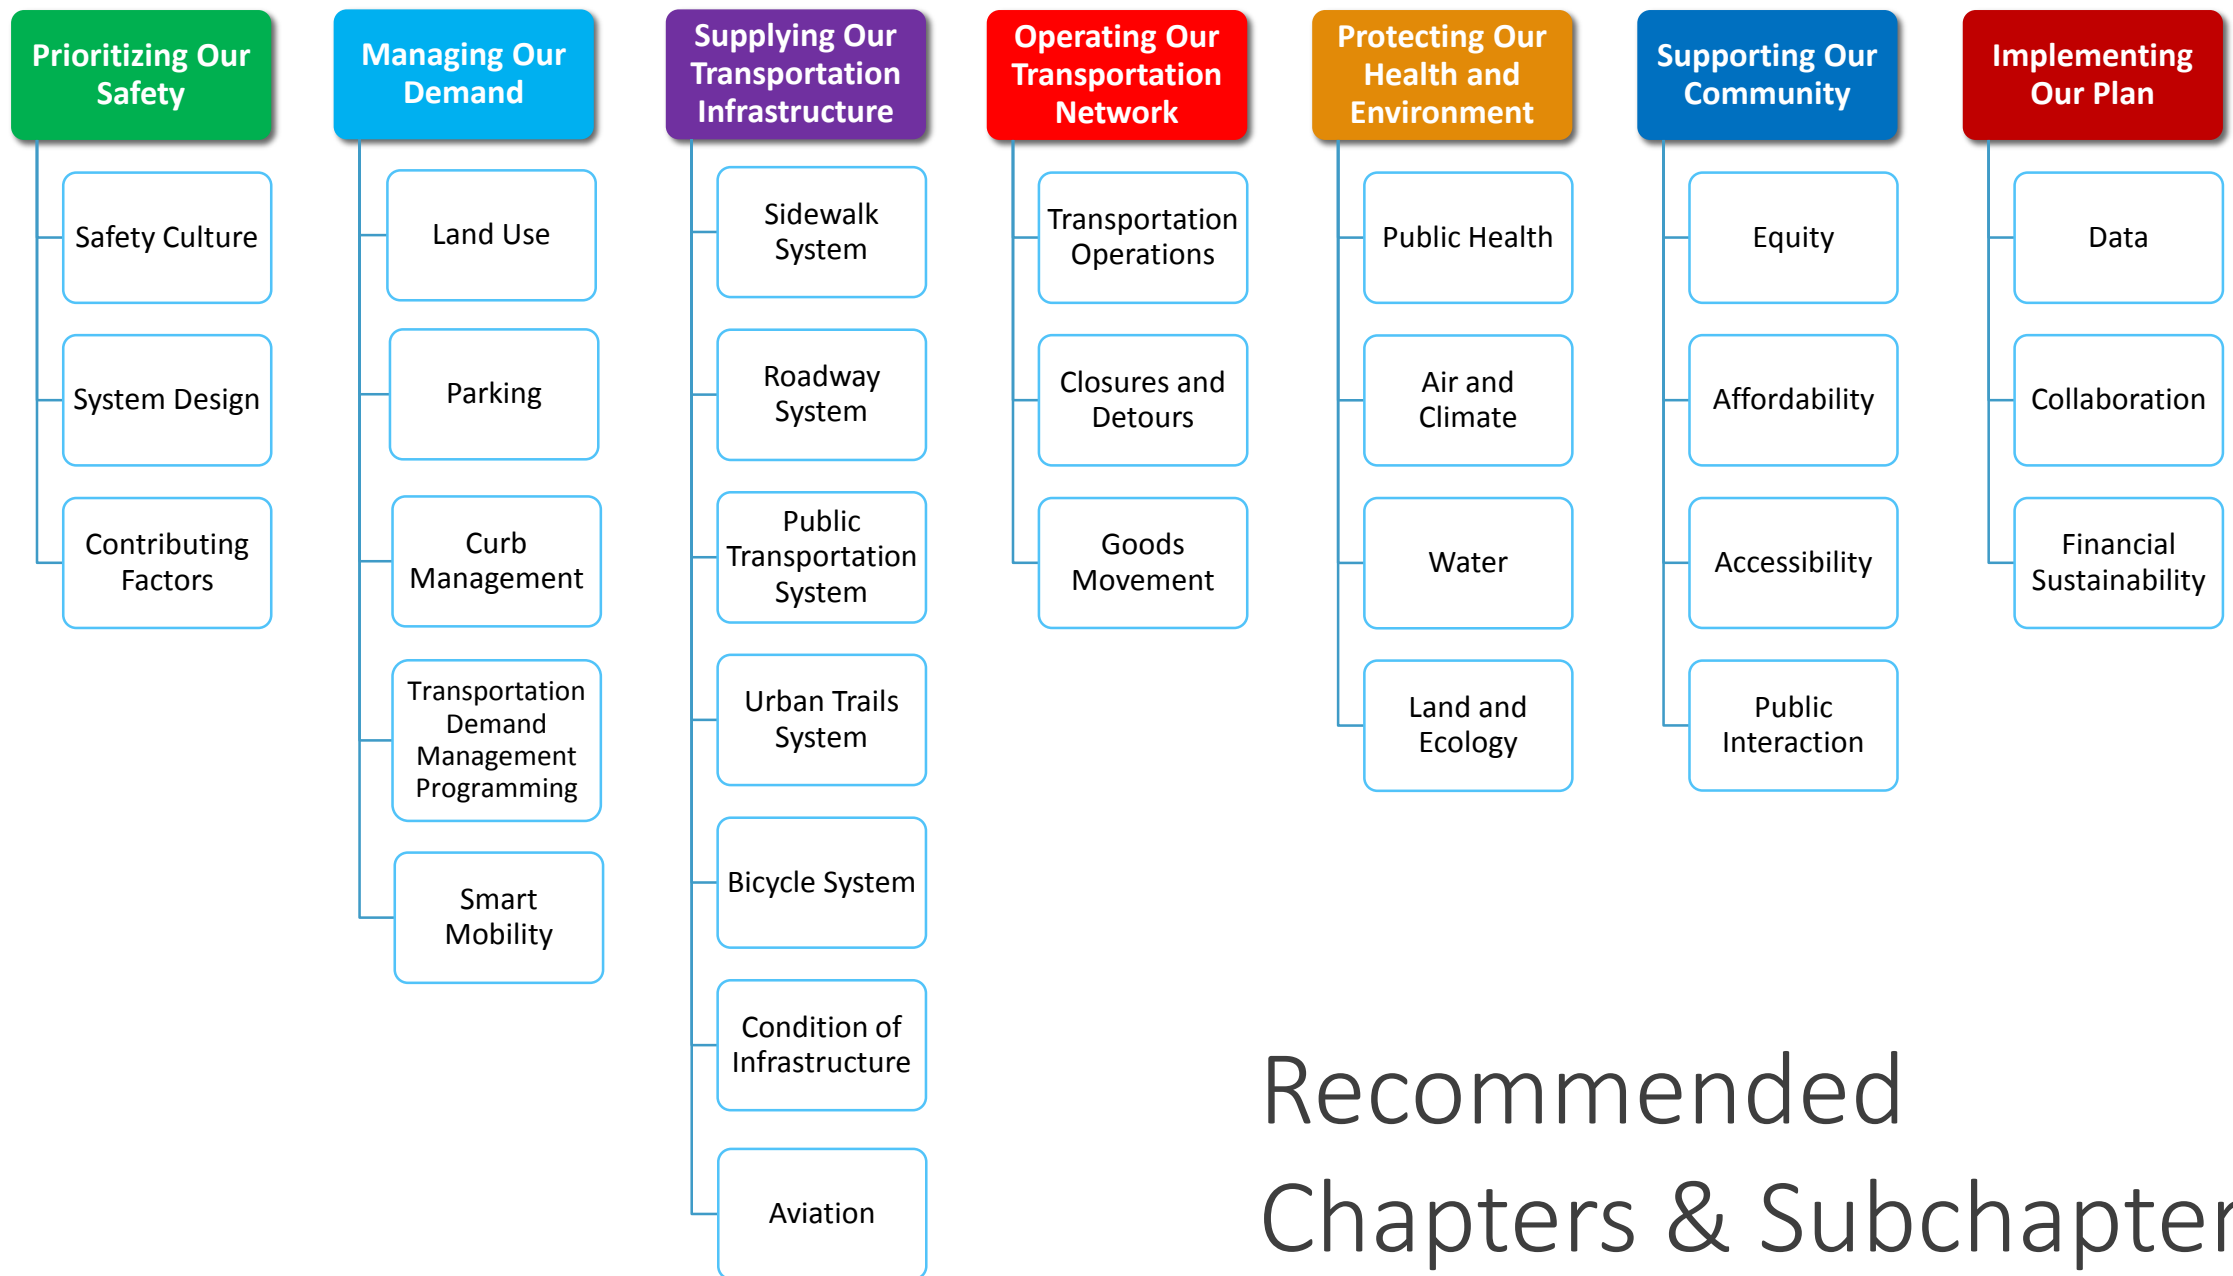 Prioritizing Our
Safety
Safety Culture
System Design
Contributing
Factors
Managing Our
Demand
Land Use
Parking
Curb
Management
Transportation
Demand
Management
Programming
Smart
Mobility
Supplying Our
Transportation
Infrastructure
Sidewalk
System
Roadway
System
Public
Transportation
System
Urban Trails
System
Bicycle System
Condition of
Infrastructure
Aviation
Operating Our
Transportation
Network
Transportation
Operations
Closures and
Detours
Goods
Movement
Protecting Our
Health and
Environment
Public Health
Air and
Climate
Water
Land and
Ecology
Supporting Our
Community
Equity
Affordability
Accessibility
Public
Interaction
Implementing
Our Plan
Data
Collaboration
Financial
Sustainability
Recommended
Chapters & Subchapter